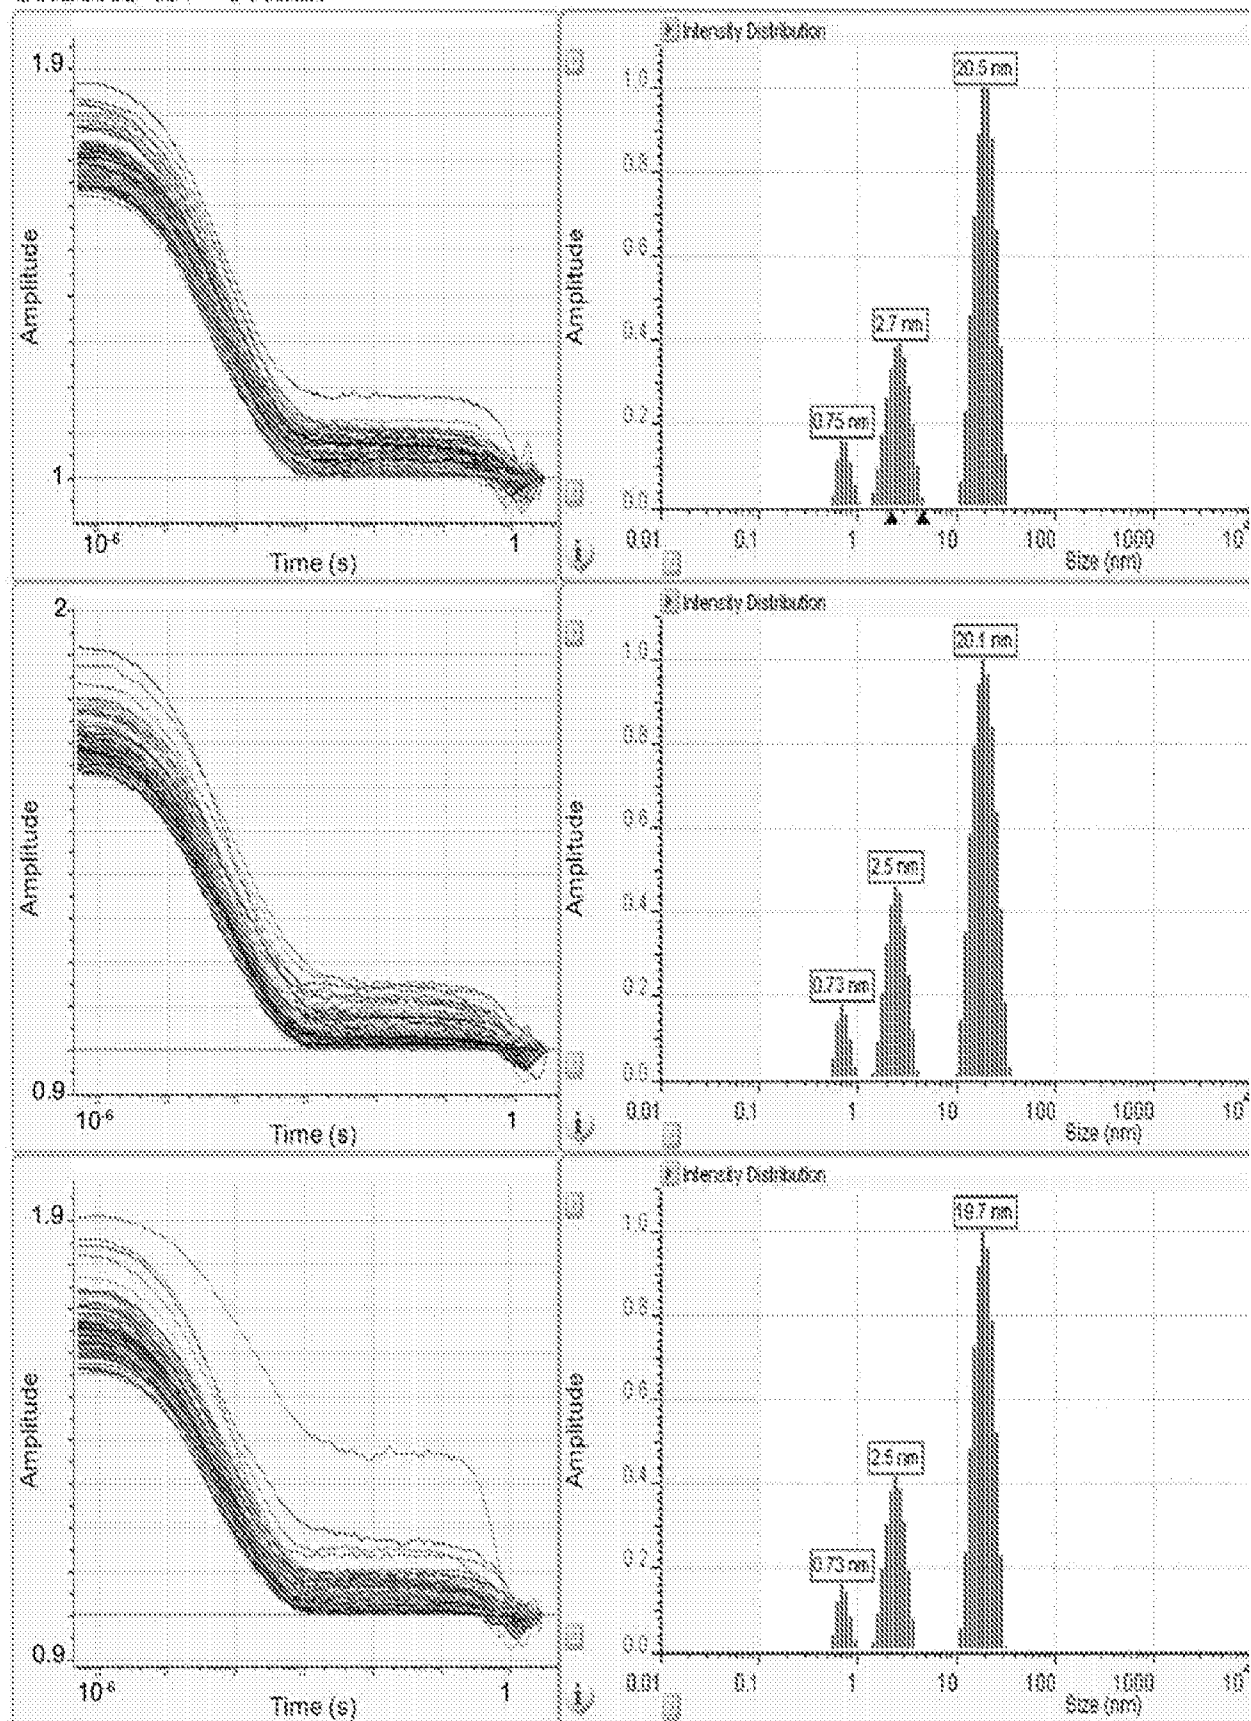 Intensity Distribution
1.9
Amplitude
1
10-6
1
Time (s)
Amplitude
1.0
0.8
0.6
0.4
0.2
0.0
20.5 nm
2.7 nm
0.75 nm
0.01
0.1
1
10
100
1000
Size (nm)
Intensity Distribution
2
Amplitude
0.9
10-6
1
Time (s)
Amplitude
1.0
0.8
0.6
0.4
0.2
0.0
20.1 nm
2.5 nm
0.73 nm
0.01
0.1
1
10
100
1000
Size (nm)
Intensity Distribution
1.9
Amplitude
0.9
10-6
1
Time (s)
Amplitude
1.0
0.8
0.6
0.4
0.2
0.0
19.7 nm
2.5 nm
0.73 nm
0.01
0.1
1
10
100
1000
Size (nm)